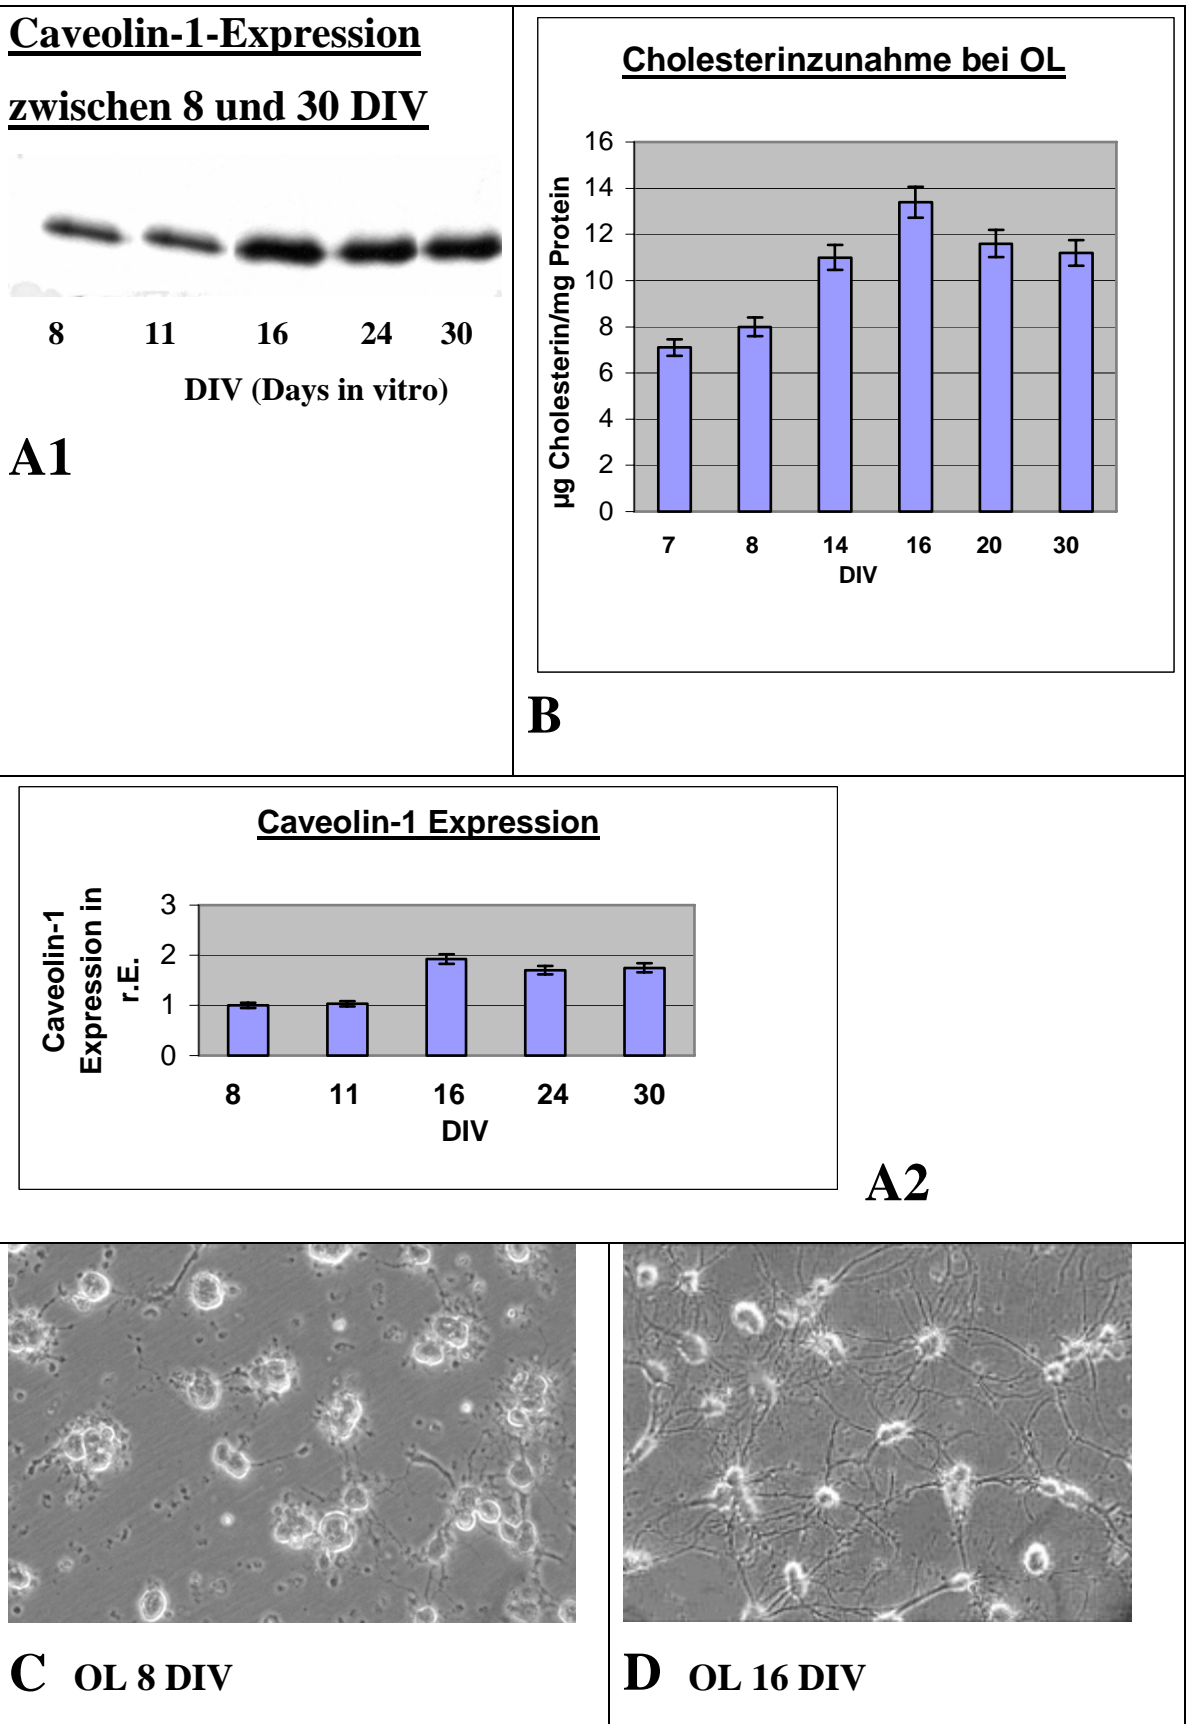 Caveolin-1-Expression
zwischen 8 und 30 DIV
8 11 16 24 30
DIV (Days in vitro)
A1
Cholesterinzunahme bei OL
µg Cholesterin/mg Protein
16
14
12
10
8
6
4
2
0
7 8 14 16 20 30
DIV
B
Caveolin-1 Expression
Caveolin-1
Expression in
r.E.
3
2
1
0
8 11 16 24 30
DIV
A2
C OL 8 DIV
D OL 16 DIV